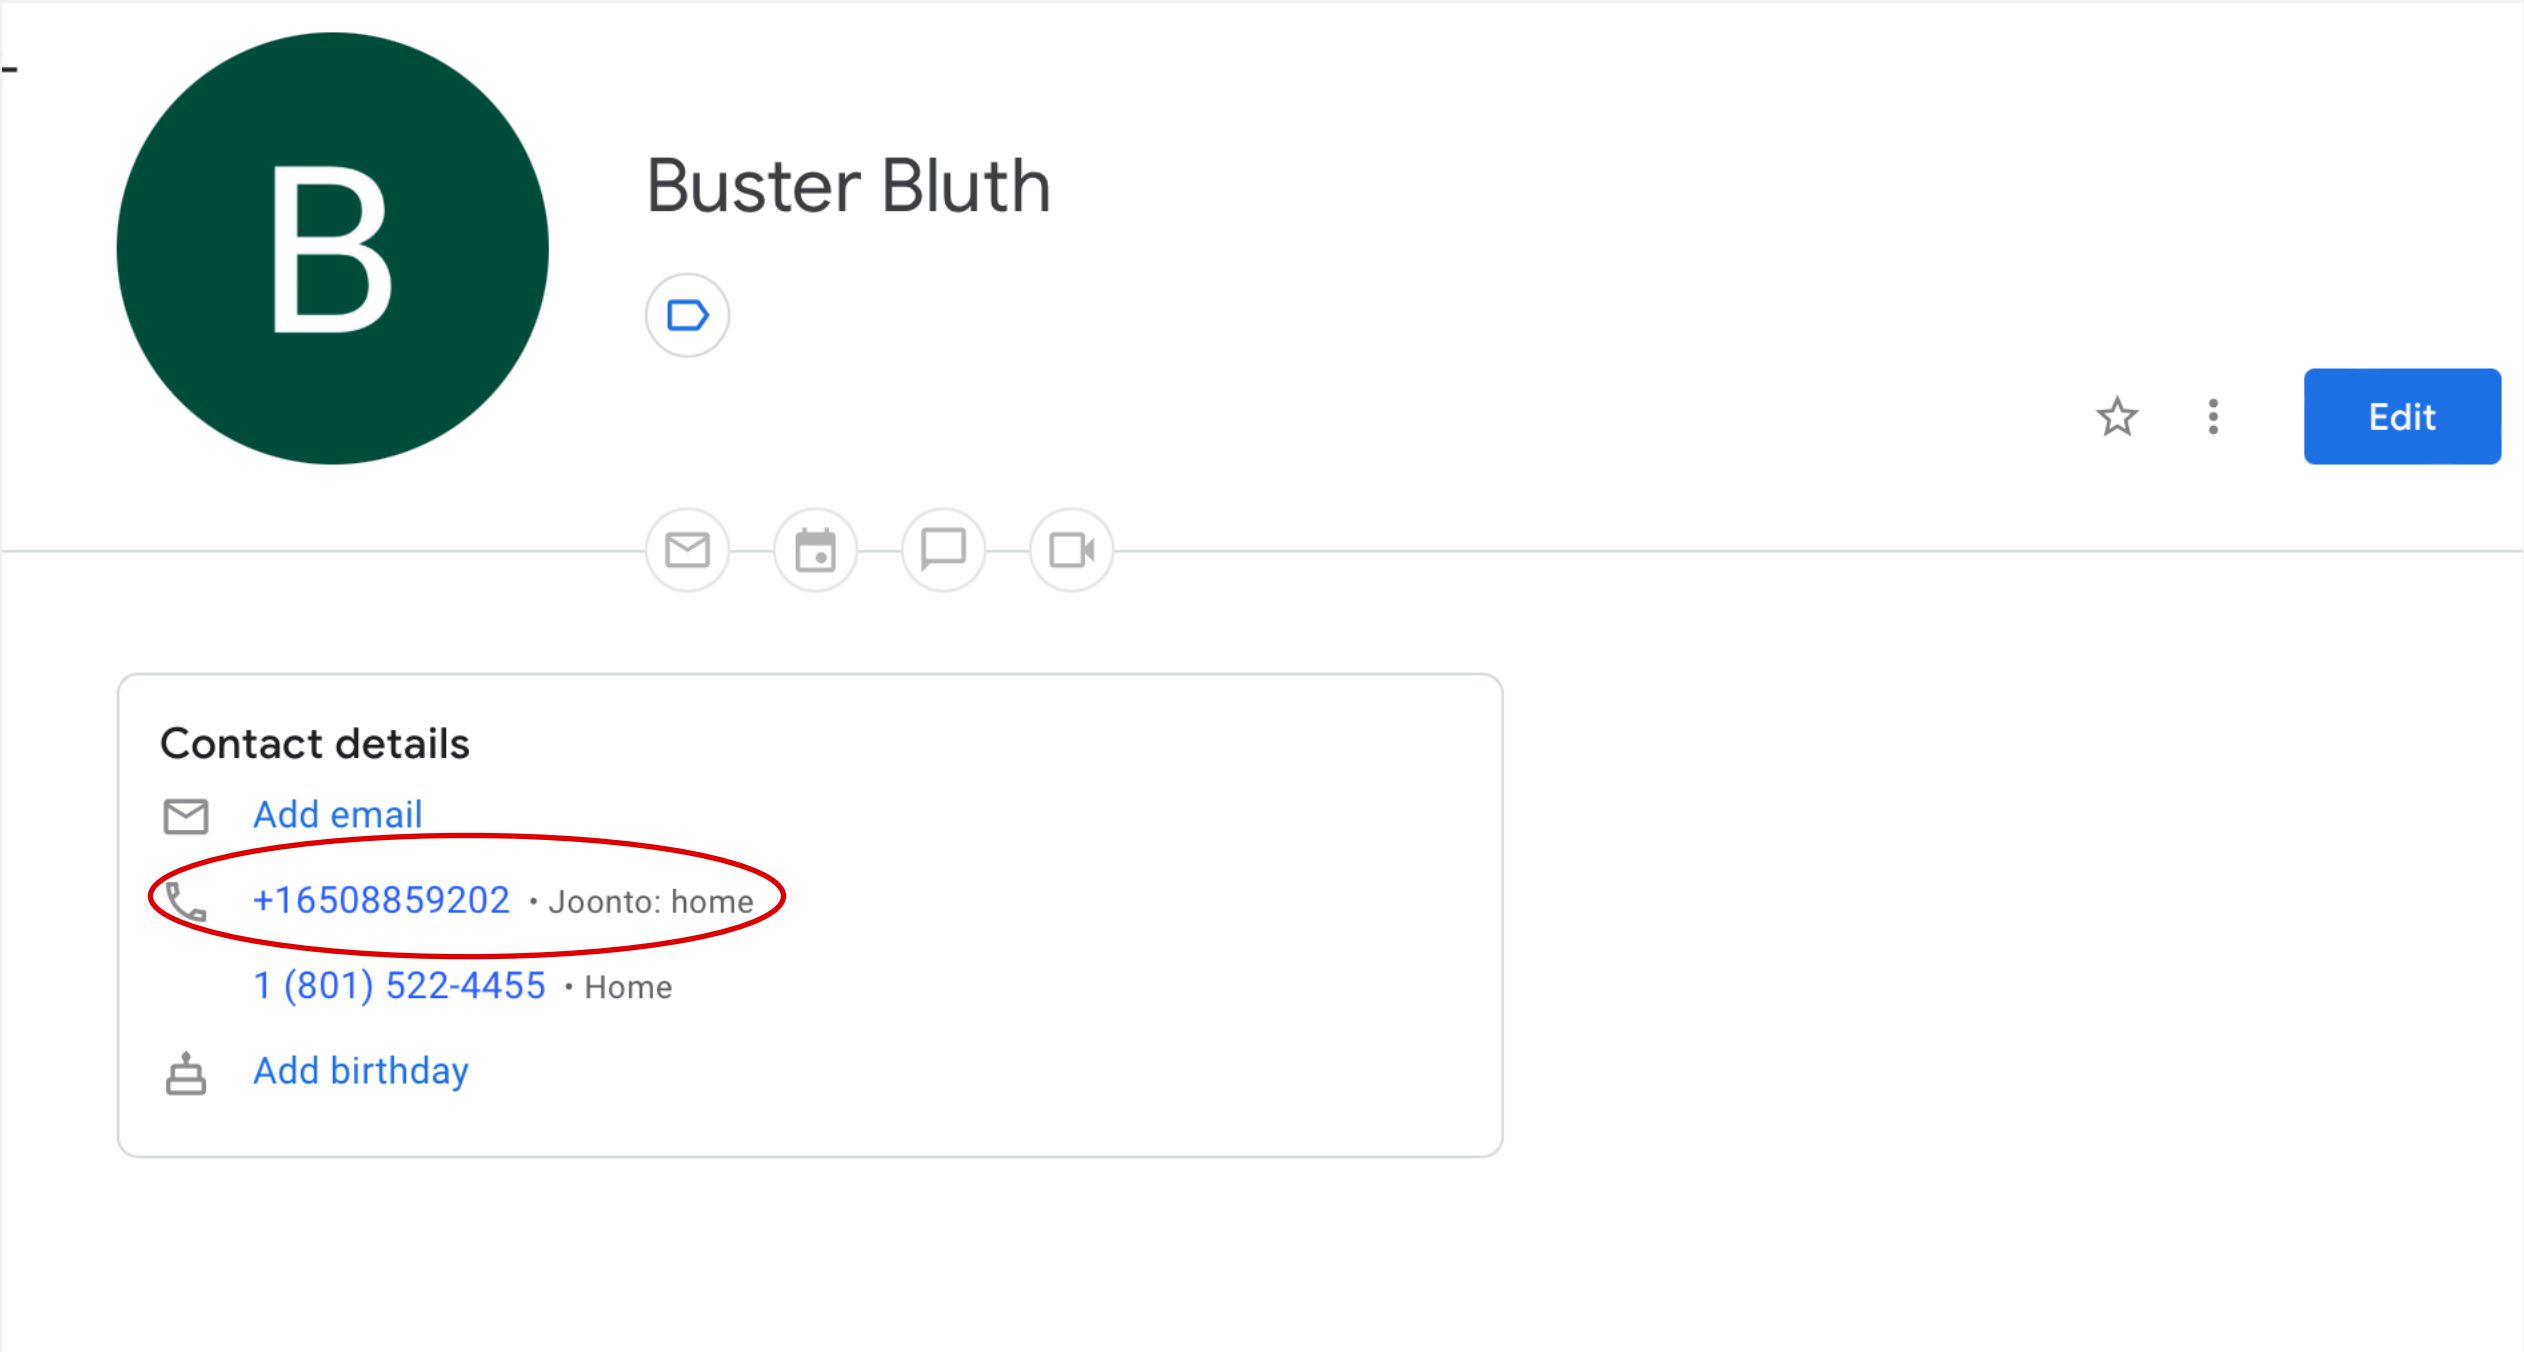 B
Buster Bluth
Edit
Contact details
Add email
+16508859202 • Joonto: home
1 (801) 522-4455 • Home
Add birthday